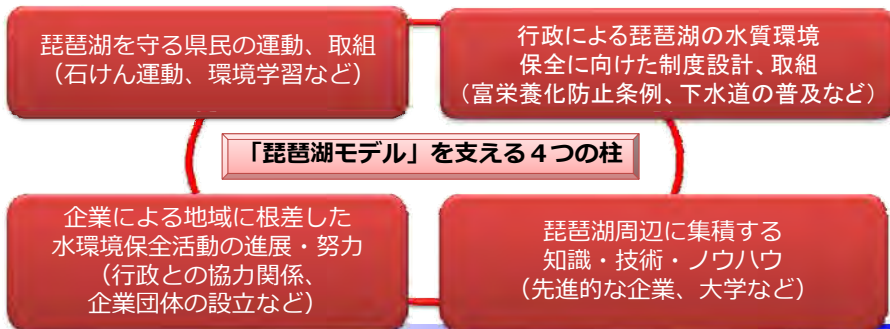 琵琶湖を守る県民の運動、取組
（石けん運動、環境学習など）
行政による琵琶湖の水質環境
保全に向けた制度設計、取組
（富栄養化防止条例、下水道の普及など）
「琵琶湖モデル」を支える４つの柱
企業による地域に根差した
水環境保全活動の進展・努力
（行政との協力関係、
企業団体の設立など）
琵琶湖周辺に集積する
知識・技術・ノウハウ
（先進的な企業、大学など）